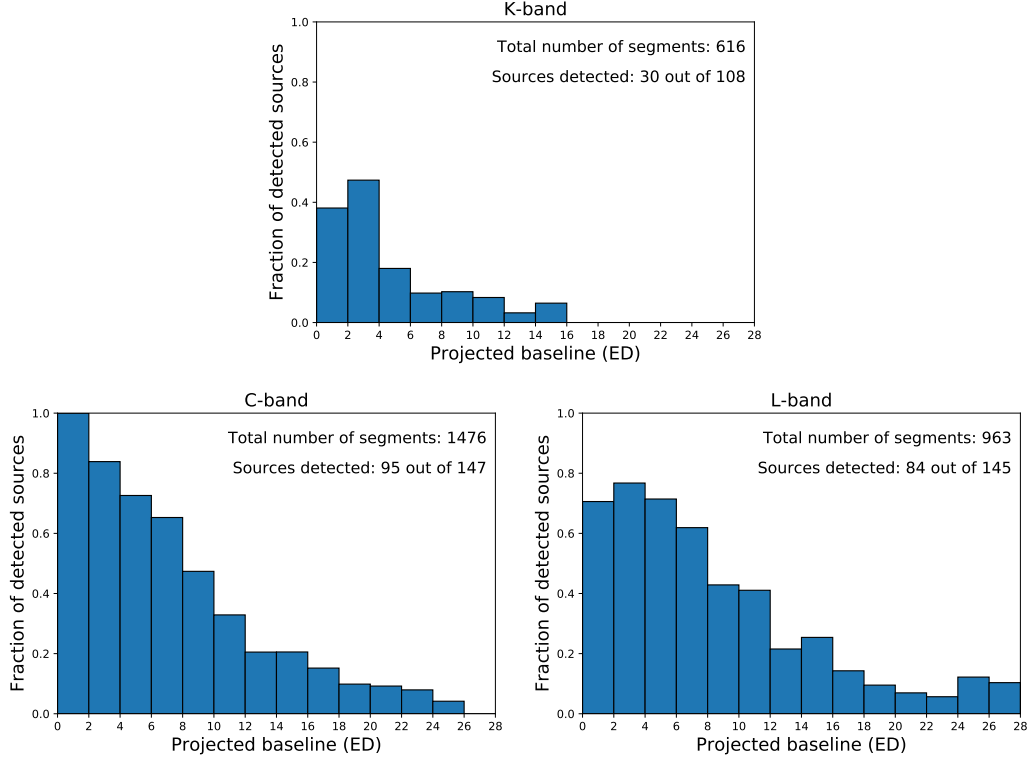 K-band
Total number of segments: 616
Sources detected: 30 out of 108
Fraction of detected sources
1.0
0.8
0.6
0.4
0.2
0.0
0 2 4 6 8 10 12 14 16 18 20 22 24 26 28
Projected baseline (ED)
C-band
Total number of segments: 1476
Sources detected: 95 out of 147
Fraction of detected sources
1.0
0.8
0.6
0.4
0.2
0.0
0 2 4 6 8 10 12 14 16 18 20 22 24 26 28
Projected baseline (ED)
L-band
Total number of segments: 963
Sources detected: 84 out of 145
Fraction of detected sources
1.0
0.8
0.6
0.4
0.2
0.0
0 2 4 6 8 10 12 14 16 18 20 22 24 26 28
Projected baseline (ED)